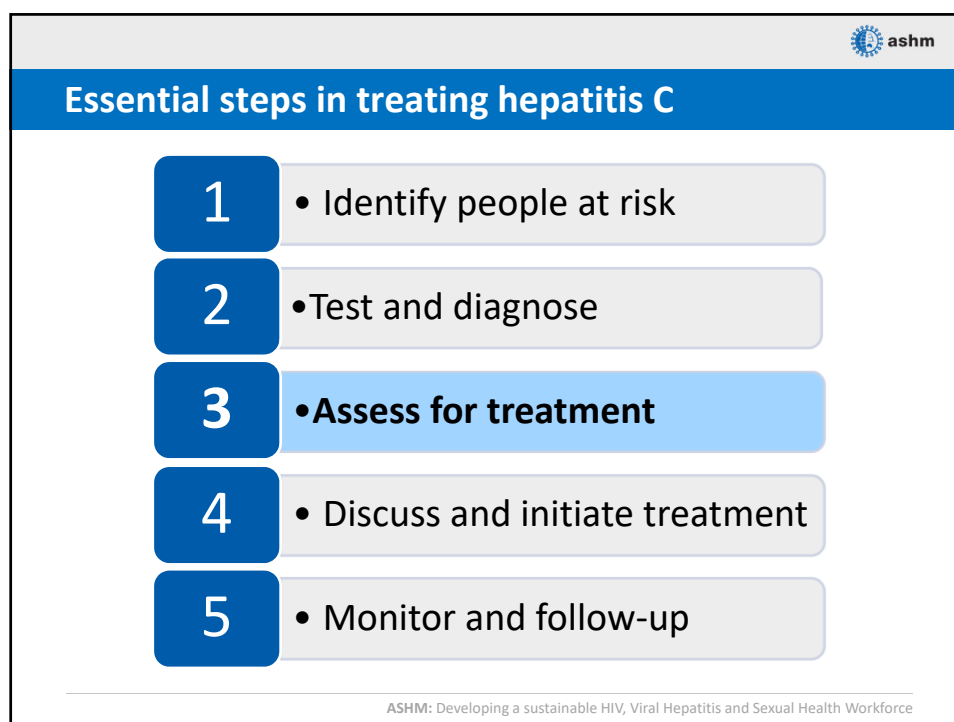 ashm
Essential steps in treating hepatitis C
1 • Identify people at risk
2 •Test and diagnose
3 •Assess for treatment
4 • Discuss and initiate treatment
5 • Monitor and follow-up
ASHM: Developing a sustainable HIV, Viral Hepatitis and Sexual Health Workforce